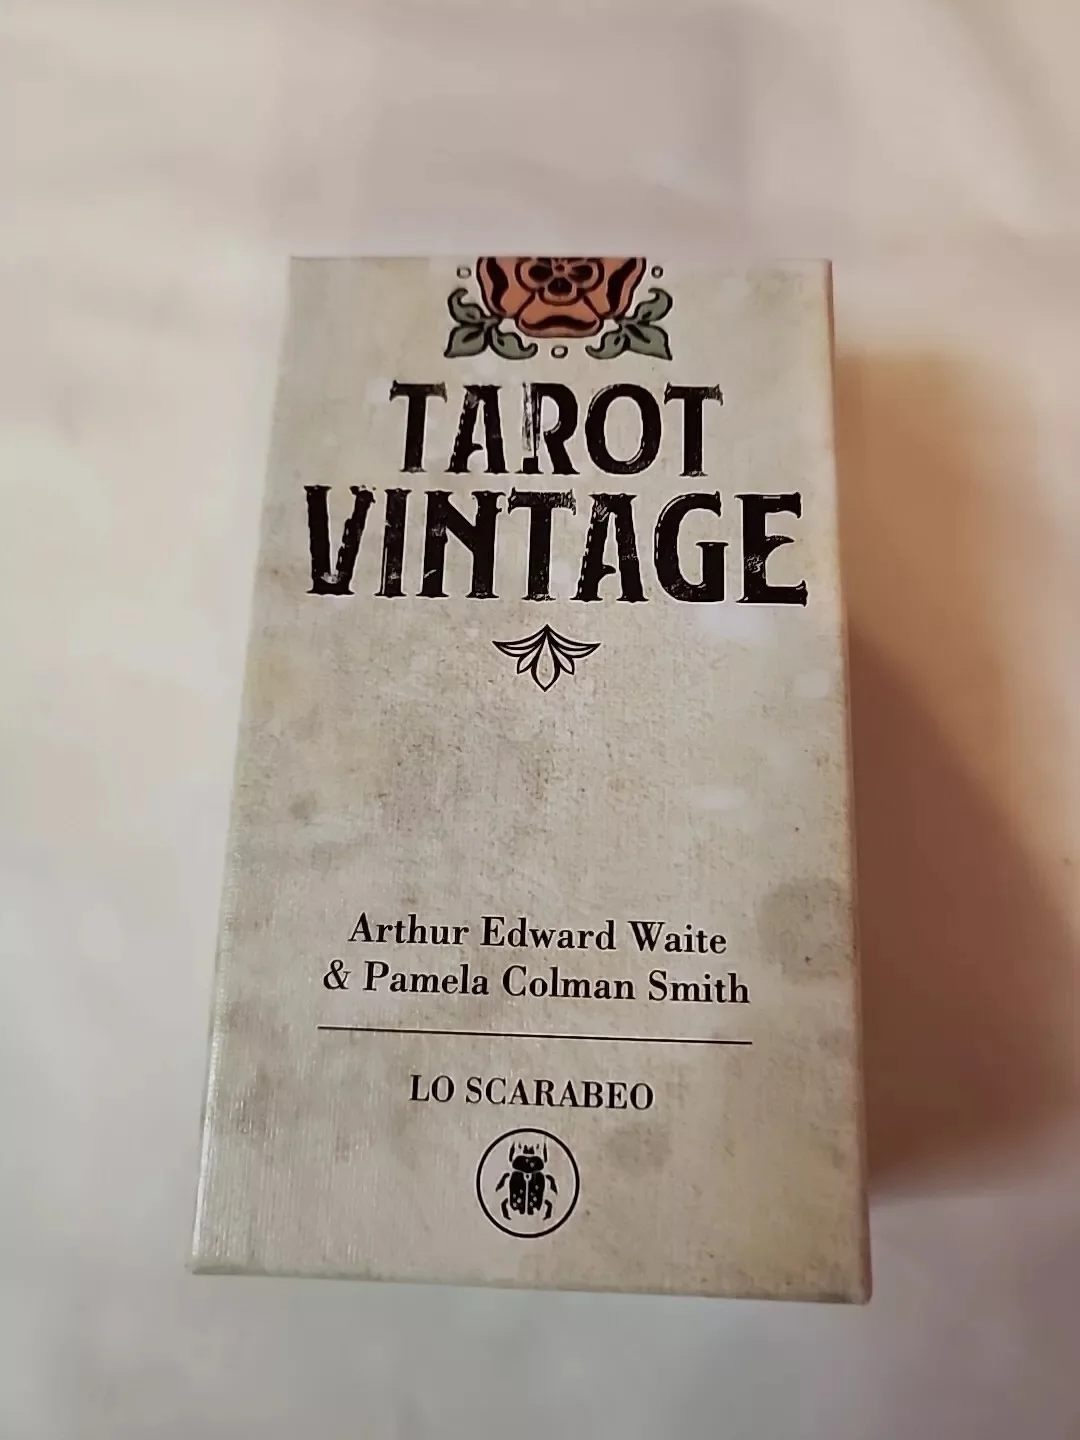 TAROT
VINTAGE
Arthur Edward Waite
& Pamela Colman Smith
LO SCARABEO